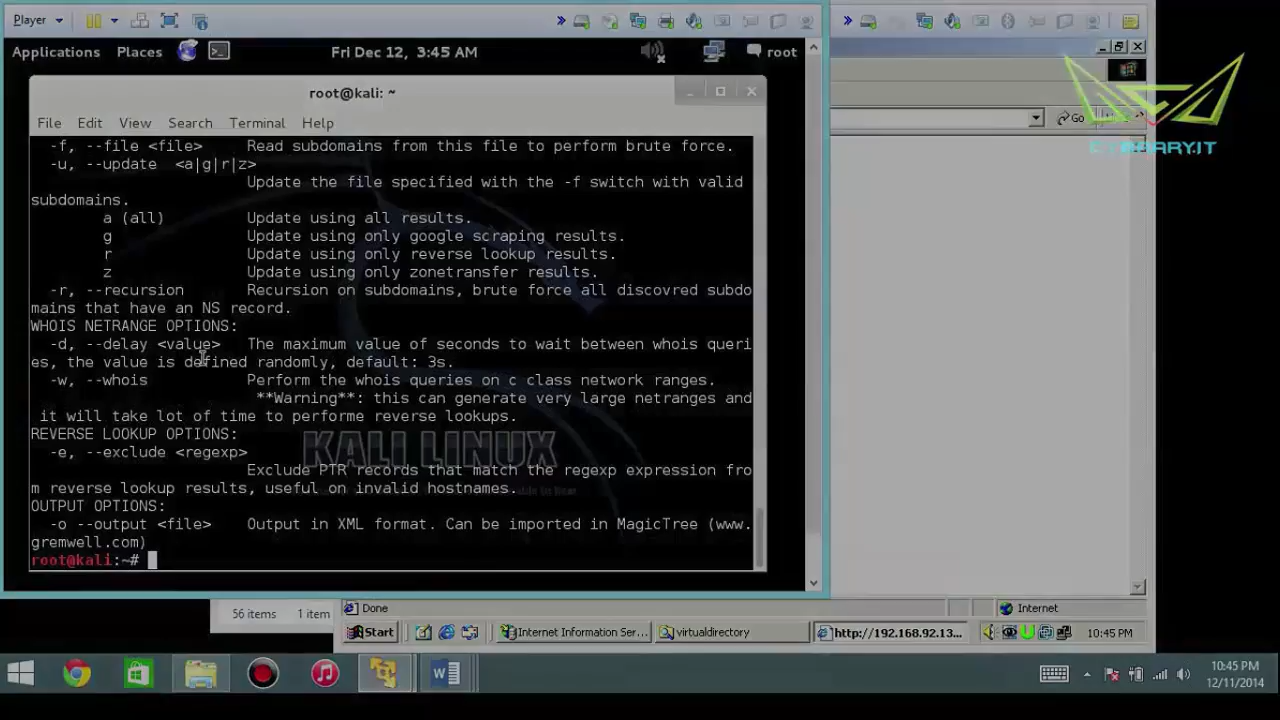 Player
Applications Places Fri Dec 12, 3:45 AM root
root@kali: ~
File Edit View Search Terminal Help
-f, --file <file> Read subdomains from this file to perform brute force.
-u, --update <a|g|r|z>
Update the file specified with the -f switch with valid
subdomains.
a (all) Update using all results.
g Update using only google scraping results.
r Update using only reverse lookup results.
z Update using only zonetransfer results.
-r, --recursion Recursion on subdomains, brute force all discovred subdo
mains that have an NS record.
WHOIS NETRANGE OPTIONS:
-d, --delay <value> The maximum value of seconds to wait between whois queri
es, the value is defined randomly, default: 3s.
-w, --whois Perform the whois queries on c class network ranges.
**Warning**: this can generate very large netranges and
it will take lot of time to performe reverse lookups.
REVERSE LOOKUP OPTIONS:
-e, --exclude <regexp>
Exclude PTR records that match the regexp expression fro
m reverse lookup results, useful on invalid hostnames.
OUTPUT OPTIONS:
-o --output <file> Output in XML format. Can be imported in MagicTree (www.
gremwell.com)
root@kali:~#
KALI LINUX
Go
CYBRARY.IT
56 items 1 item
Done Internet
Start Internet Information Ser... virtualdirectory http://192.168.92.13... 10:45 PM
10:45 PM
12/11/2014